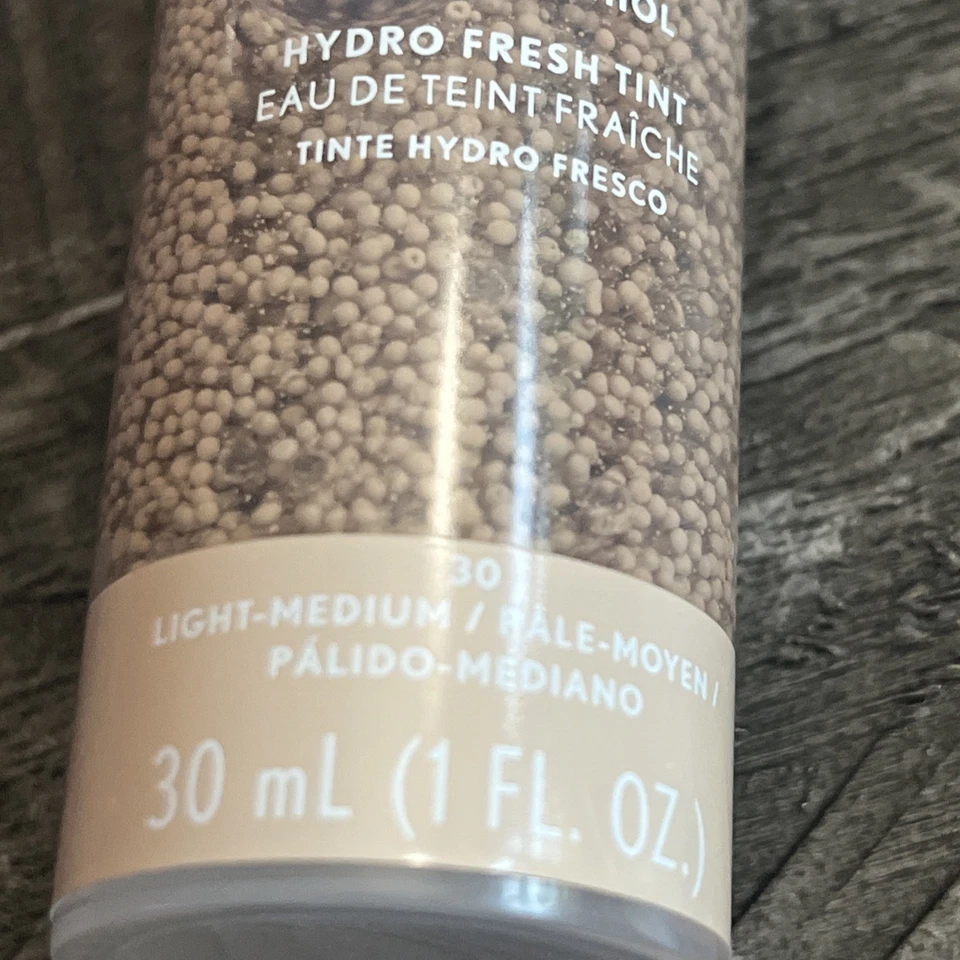 HYDRO FRESH TINT
EAU DE TEINT FRAÎCHE
TINTE HYDRO FRESCO
30
LIGHT-MEDIUM / PÂLE-MOYEN /
PÁLIDO-MEDIANO
30 mL (1 FL. OZ.)